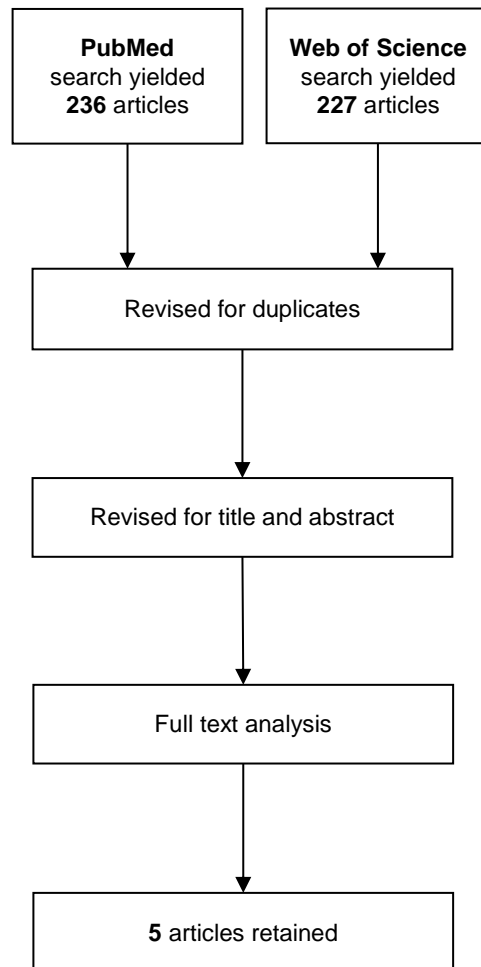 PubMed
search yielded
236 articles
Web of Science
search yielded
227 articles
Revised for duplicates
Revised for title and abstract
Full text analysis
5 articles retained